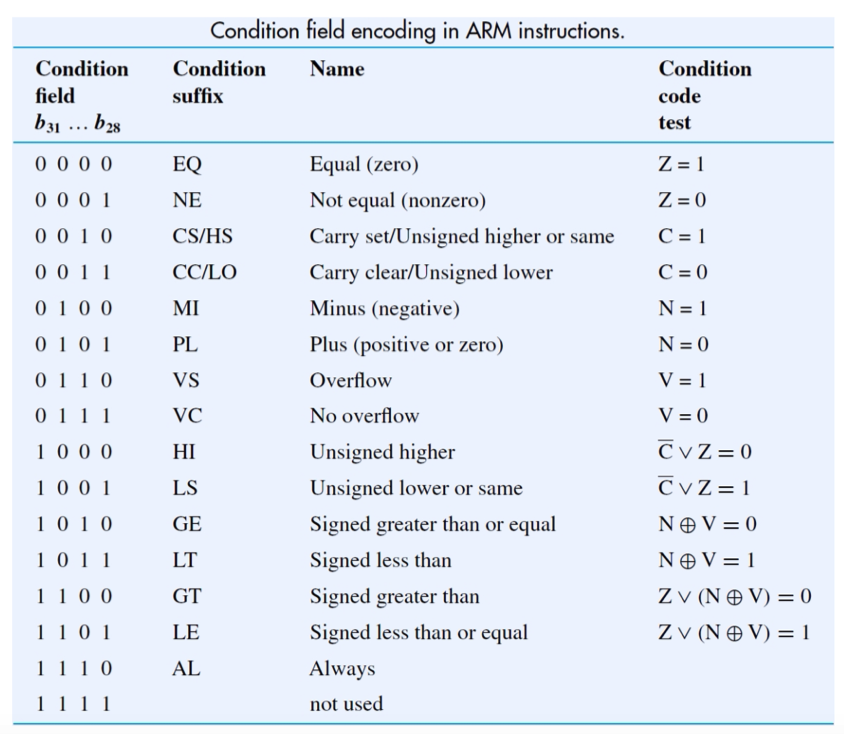 Condition field encoding in ARM instructions.
Condition field b31 ... b28 Condition suffix Name Condition code test
0 0 0 0 EQ Equal (zero) Z = 1
0 0 0 1 NE Not equal (nonzero) Z = 0
0 0 1 0 CS/HS Carry set/Unsigned higher or same C = 1
0 0 1 1 CC/LO Carry clear/Unsigned lower C = 0
0 1 0 0 MI Minus (negative) N = 1
0 1 0 1 PL Plus (positive or zero) N = 0
0 1 1 0 VS Overflow V = 1
0 1 1 1 VC No overflow V = 0
1 0 0 0 HI Unsigned higher C̅ ∨ Z = 0
1 0 0 1 LS Unsigned lower or same C̅ ∨ Z = 1
1 0 1 0 GE Signed greater than or equal N ⊕ V = 0
1 0 1 1 LT Signed less than N ⊕ V = 1
1 1 0 0 GT Signed greater than Z ∨ (N ⊕ V) = 0
1 1 0 1 LE Signed less than or equal Z ∨ (N ⊕ V) = 1
1 1 1 0 AL Always
1 1 1 1 not used